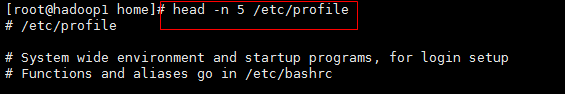 [root@hadoop1 home]# head -n 5 /etc/profile
# /etc/profile
# System wide environment and startup programs, for login setup
# Functions and aliases go in /etc/bashrc